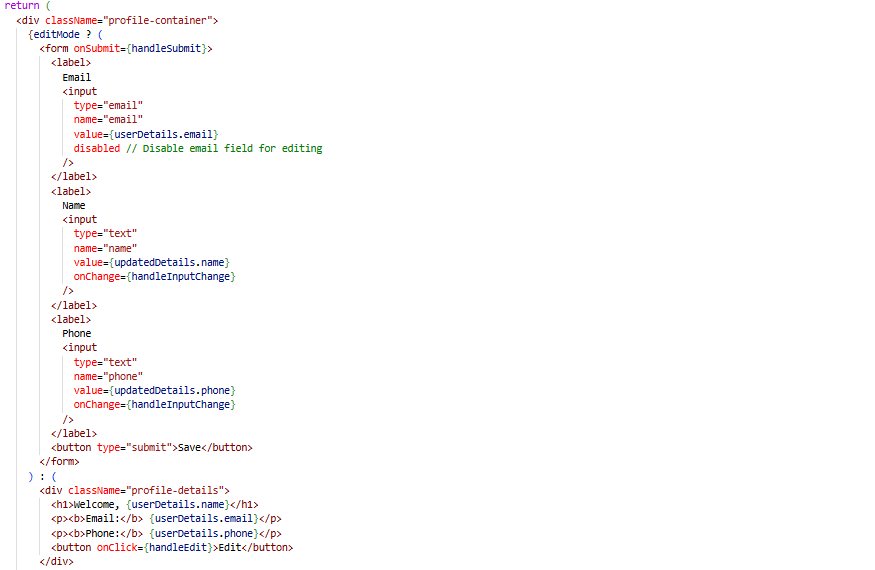 return (
<div className="profile-container">
{editMode ? (
<form onSubmit={handleSubmit}>
<label>
Email
<input
type="email"
name="email"
value={userDetails.email}
disabled // Disable email field for editing
/>
</label>
<label>
Name
<input
type="text"
name="name"
value={updatedDetails.name}
onChange={handleInputChange}
/>
</label>
<label>
Phone
<input
type="text"
name="phone"
value={updatedDetails.phone}
onChange={handleInputChange}
/>
</label>
<button type="submit">Save</button>
</form>
) : (
<div className="profile-details">
<h1>Welcome, {userDetails.name}</h1>
<p><b>Email:</b> {userDetails.email}</p>
<p><b>Phone:</b> {userDetails.phone}</p>
<button onClick={handleEdit}>Edit</button>
</div>